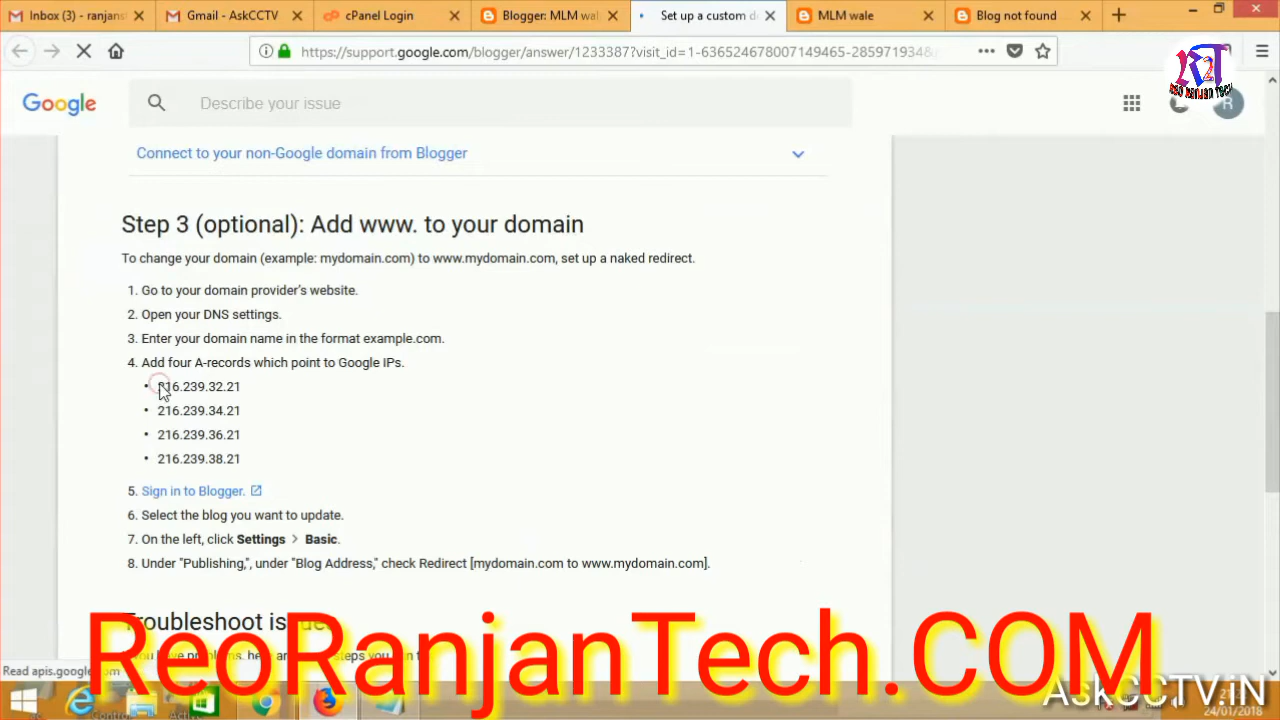 Inbox (3) - ranjans
Gmail - AskCCTV
cPanel Login
Blogger: MLM wal
Set up a custom d
MLM wale
Blog not found
https://support.google.com/blogger/answer/1233387?visit_id=1-636524678007149465-285971934&
REO RANJAN TECH
Google
Describe your issue
R
Connect to your non-Google domain from Blogger
Step 3 (optional): Add www. to your domain
To change your domain (example: mydomain.com) to www.mydomain.com, set up a naked redirect.
1. Go to your domain provider's website.
2. Open your DNS settings.
3. Enter your domain name in the format example.com.
4. Add four A-records which point to Google IPs.
• 216.239.32.21
• 216.239.34.21
• 216.239.36.21
• 216.239.38.21
5. Sign in to Blogger.
6. Select the blog you want to update.
7. On the left, click Settings > Basic.
8. Under "Publishing,", under "Blog Address," check Redirect [mydomain.com to www.mydomain.com].
Troubleshoot
ReoRanjanTech.COM
Read apis.google.com
AskCCTV.iN
24/01/2018